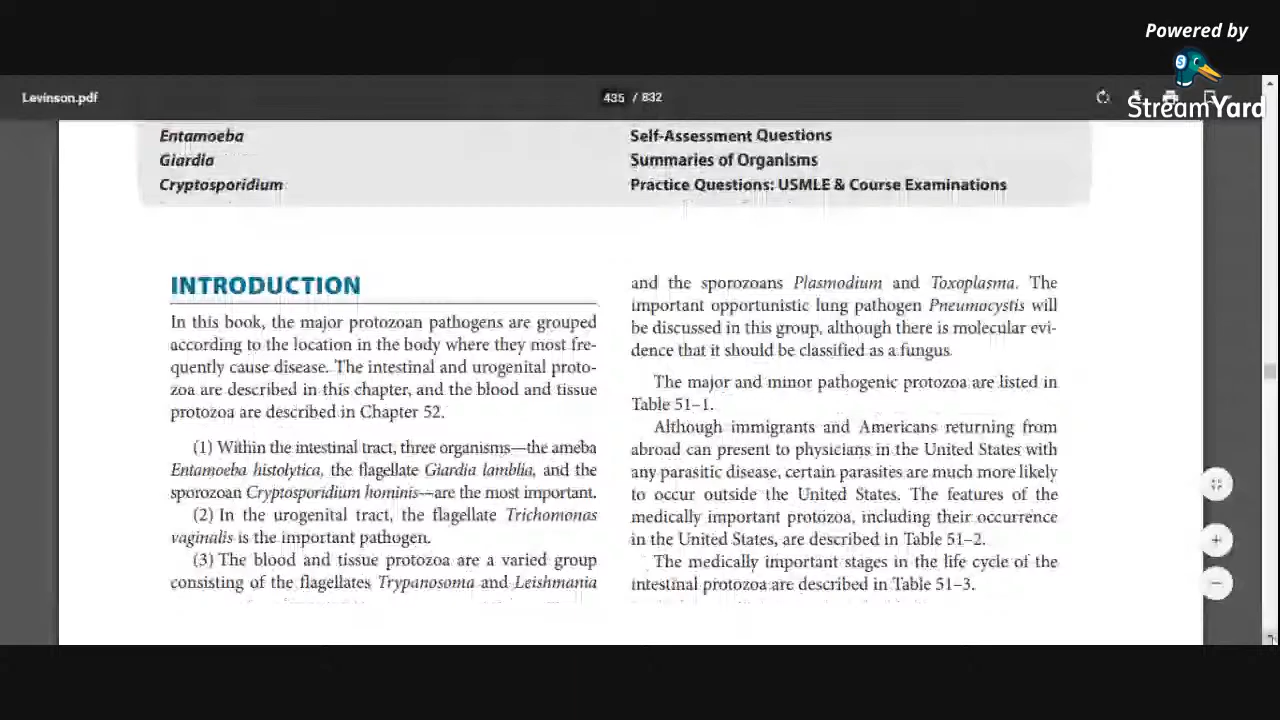 Powered by
StreamYard
Levinson.pdf
435 / 832
Entamoeba
Giardia
Cryptosporidium
Self-Assessment Questions
Summaries of Organisms
Practice Questions: USMLE & Course Examinations
INTRODUCTION
In this book, the major protozoan pathogens are grouped
according to the location in the body where they most fre-
quently cause disease. The intestinal and urogenital proto-
zoa are described in this chapter, and the blood and tissue
protozoa are described in Chapter 52.
(1) Within the intestinal tract, three organisms—the ameba
Entamoeba histolytica, the flagellate Giardia lamblia, and the
sporozoan Cryptosporidium hominis—are the most important.
(2) In the urogenital tract, the flagellate Trichomonas
vaginalis is the important pathogen.
(3) The blood and tissue protozoa are a varied group
consisting of the flagellates Trypanosoma and Leishmania
and the sporozoans Plasmodium and Toxoplasma. The
important opportunistic lung pathogen Pneumocystis will
be discussed in this group, although there is molecular evi-
dence that it should be classified as a fungus.
The major and minor pathogenic protozoa are listed in
Table 51–1.
Although immigrants and Americans returning from
abroad can present to physicians in the United States with
any parasitic disease, certain parasites are much more likely
to occur outside the United States. The features of the
medically important protozoa, including their occurrence
in the United States, are described in Table 51–2.
The medically important stages in the life cycle of the
intestinal protozoa are described in Table 51–3.